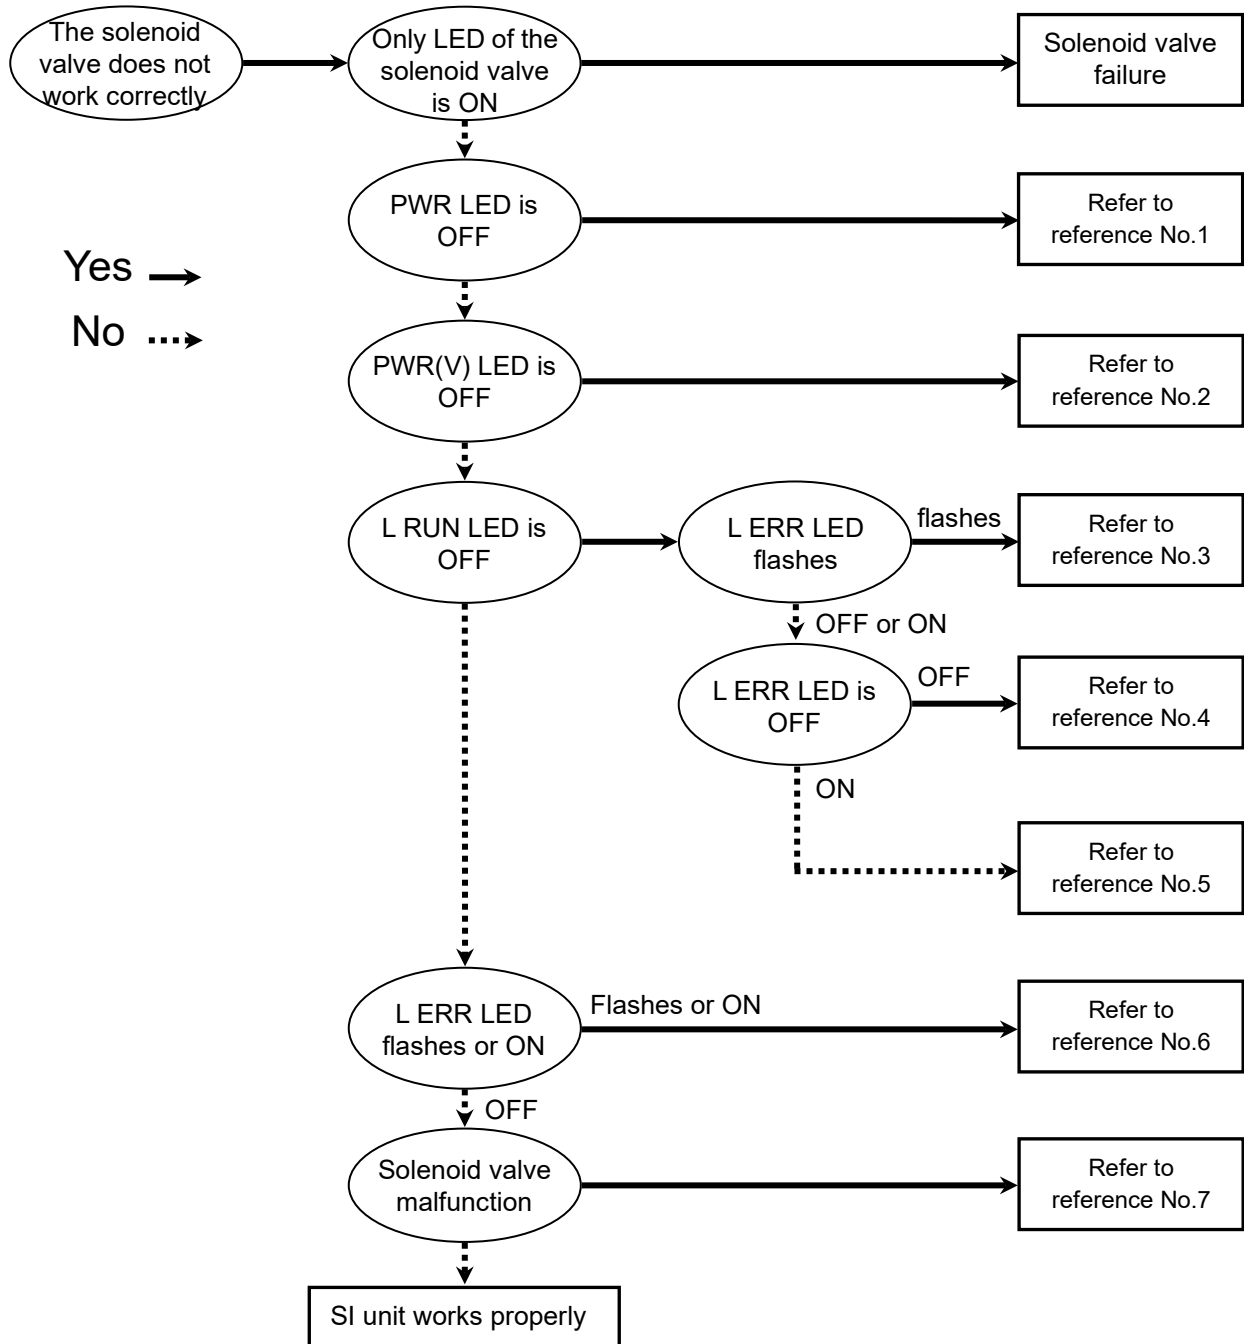 The solenoid
valve does not
work correctly
Only LED of the
solenoid valve
is ON
Solenoid valve
failure
PWR LED is
OFF
Refer to
reference No.1
Yes
No
PWR(V) LED is
OFF
Refer to
reference No.2
L RUN LED is
OFF
L ERR LED
flashes
flashes
Refer to
reference No.3
OFF or ON
L ERR LED is
OFF
OFF
Refer to
reference No.4
ON
Refer to
reference No.5
L ERR LED
flashes or ON
Flashes or ON
Refer to
reference No.6
OFF
Solenoid valve
malfunction
Refer to
reference No.7
SI unit works properly